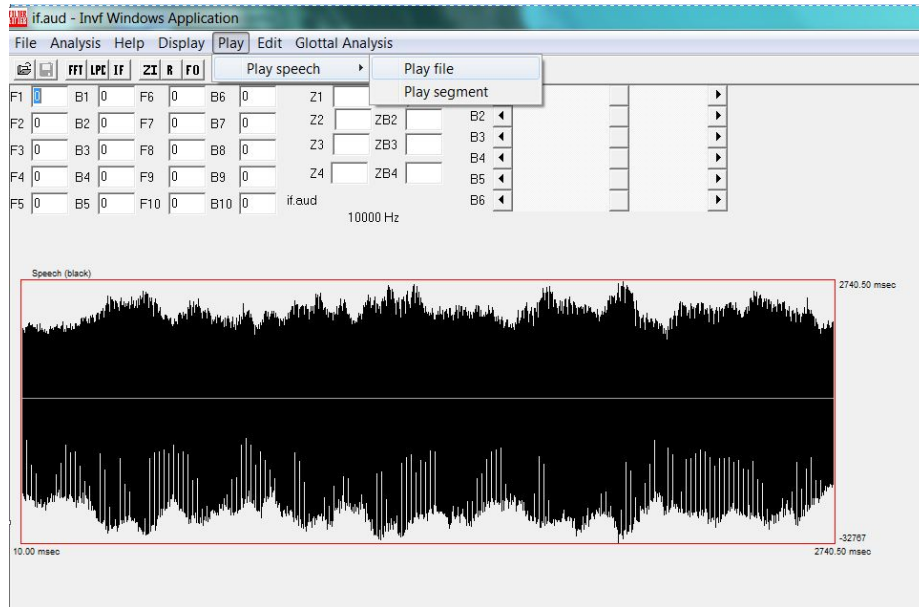 if.aud - Invf Windows Application
File Analysis Help Display Play Edit Glottal Analysis
FFT LPC IF ZI R F0 Play speech Play file
Play segment
F1 0 B1 0 F6 0 B6 0 Z1
F2 0 B2 0 F7 0 B7 0 Z2 ZB2 B2
F3 0 B3 0 F8 0 B8 0 Z3 ZB3 B3
B4
F4 0 B4 0 F9 0 B9 0 Z4 ZB4 B5
F5 0 B5 0 F10 0 B10 0 if.aud B6
10000 Hz
Speech (black)
2740.50 msec
-32767
10.00 msec 2740.50 msec